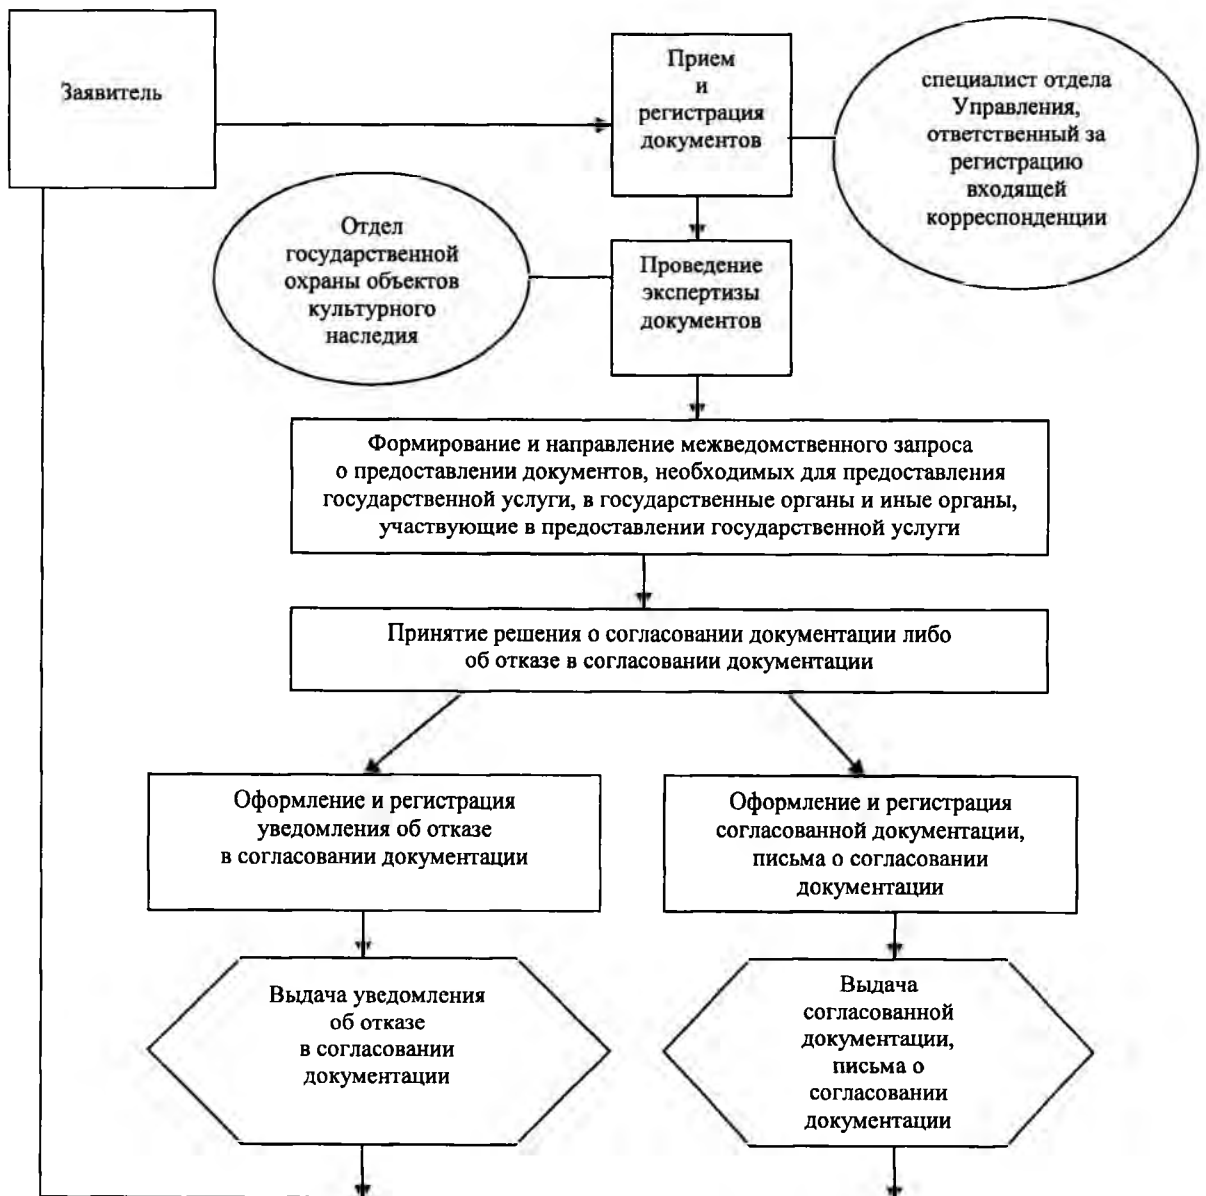 Заявитель
Прием
и
регистрация
документов
специалист отдела
Управления,
ответственный за
регистрацию
входящей
корреспонденции
Отдел
государственной
охраны объектов
культурного
наследия
Проведение
экспертизы
документов
Формирование и направление межведомственного запроса
о предоставлении документов, необходимых для предоставления
государственной услуги, в государственные органы и иные органы,
участвующие в предоставлении государственной услуги
Принятие решения о согласовании документации либо
об отказе в согласовании документации
Оформление и регистрация
уведомления об отказе
в согласовании документации
Оформление и регистрация
согласованной документации,
письма о согласовании
документации
Выдача уведомления
об отказе
в согласовании
документации
Выдача
согласованной
документации,
письма о
согласовании
документации